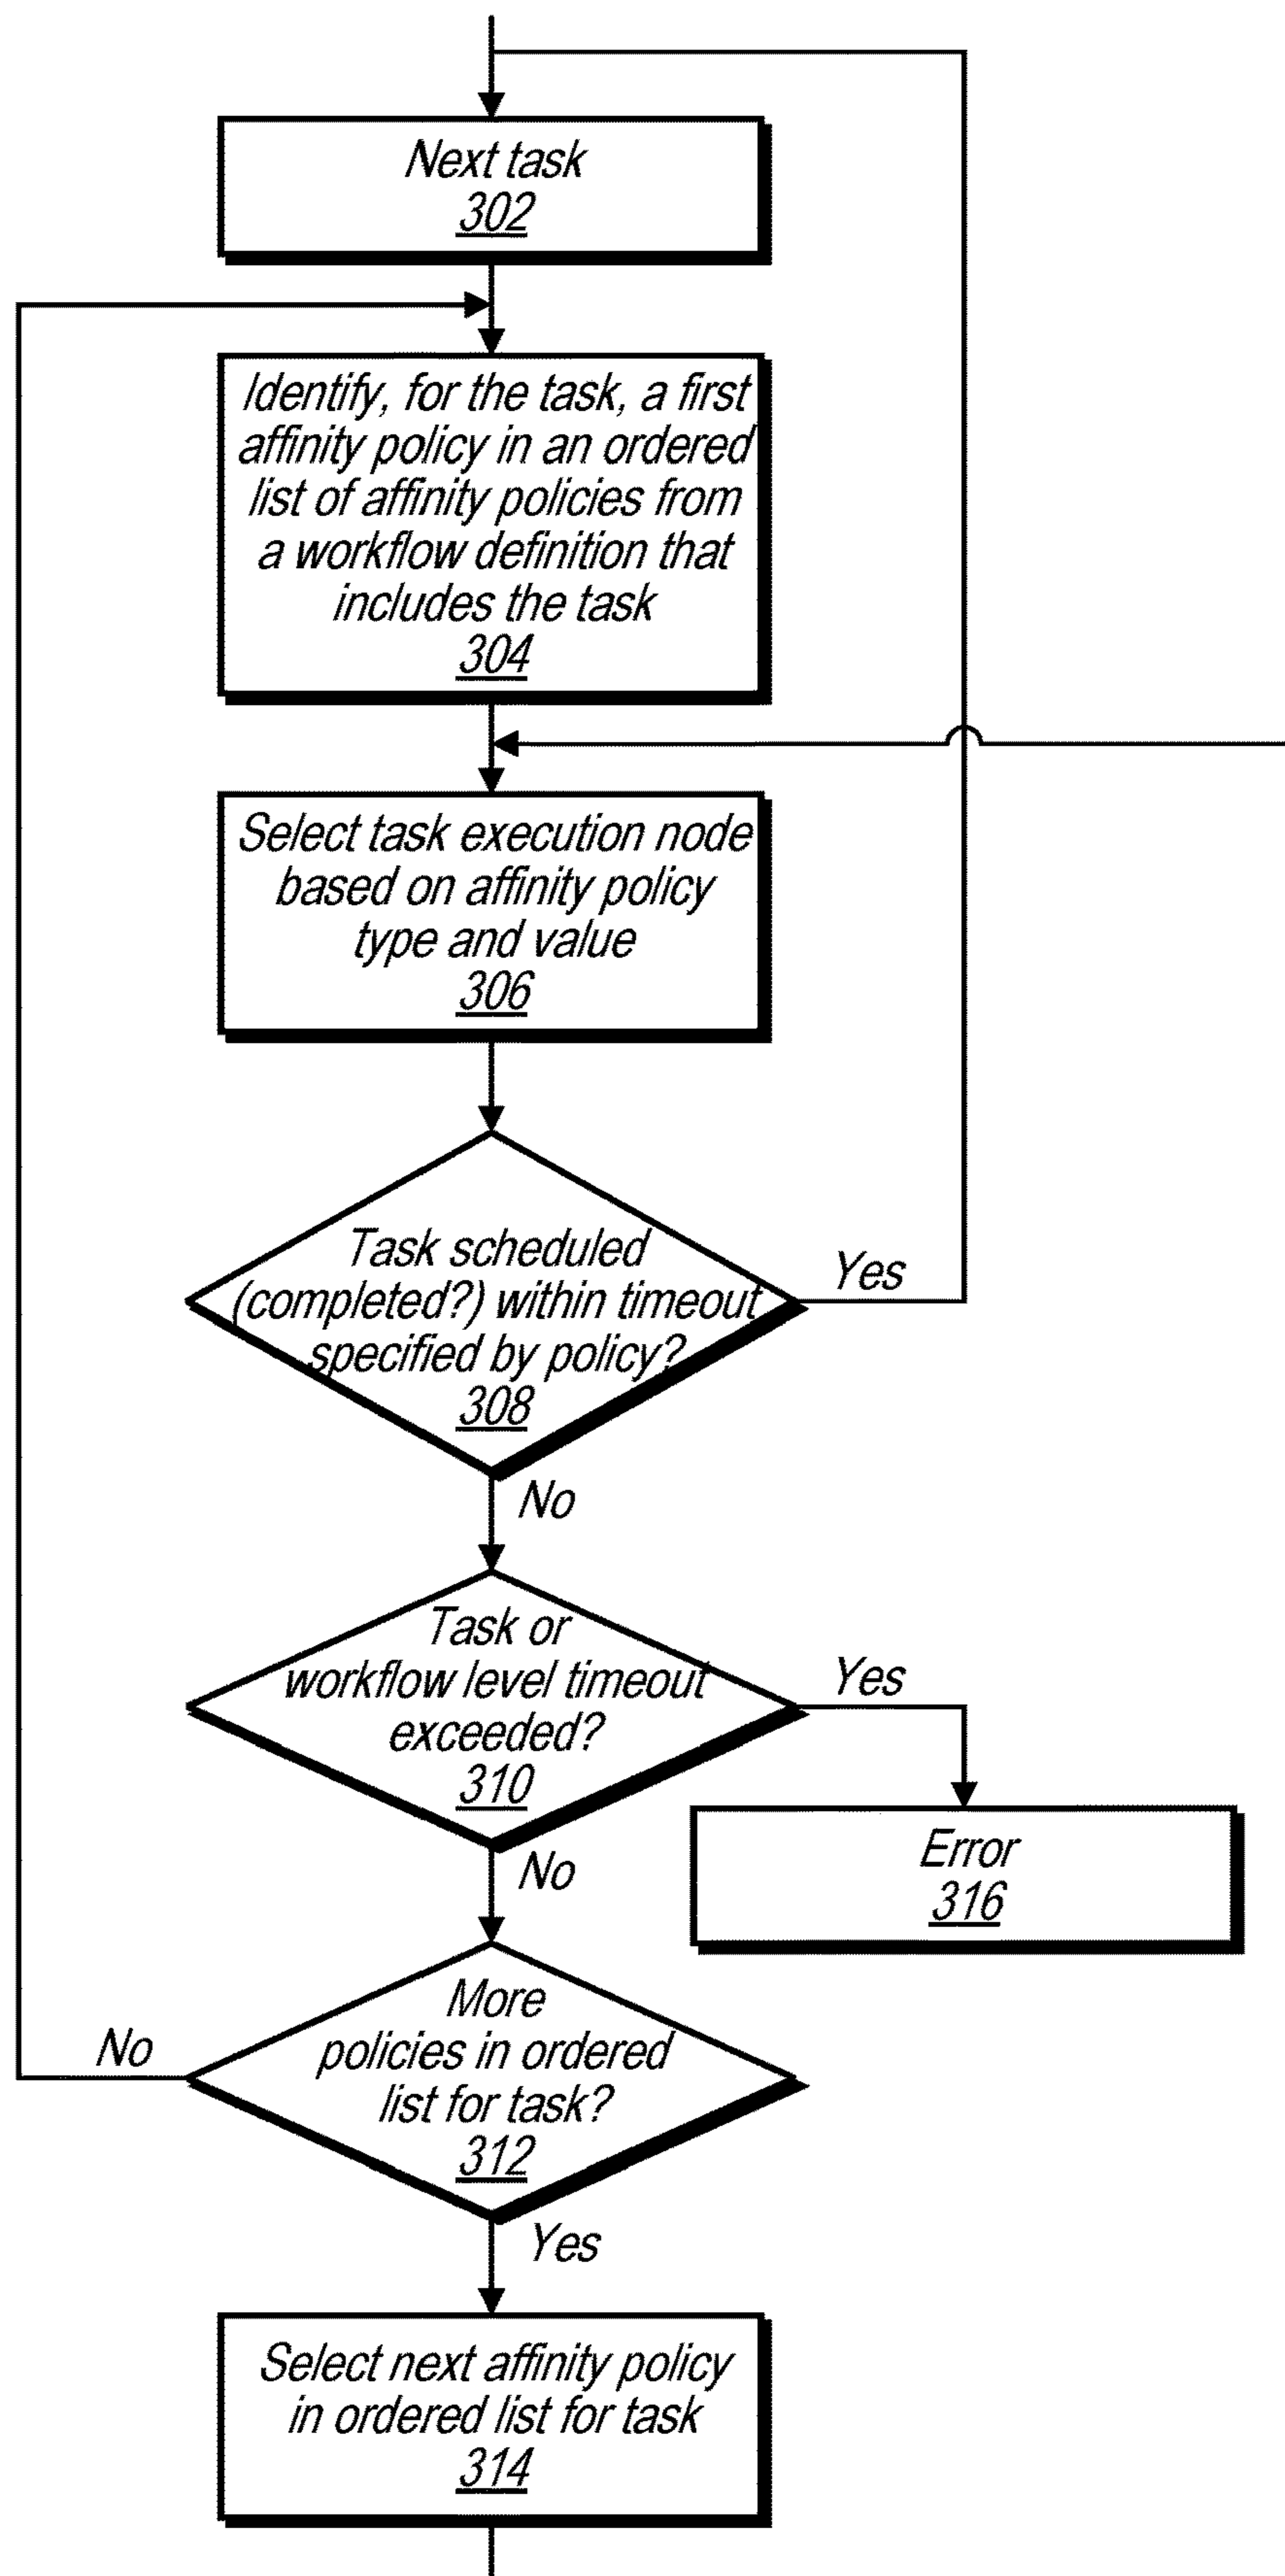 Next task
302
Identify, for the task, a first
affinity policy in an ordered
list of affinity policies from
a workflow definition that
includes the task
304
Select task execution node
based on affinity policy
type and value
306
Task scheduled
(completed?) within timeout
specified by policy?
308
Yes
No
Task or
workflow level timeout
exceeded?
310
Yes
No
Error
316
More
policies in ordered
list for task?
312
No
Yes
Select next affinity policy
in ordered list for task
314